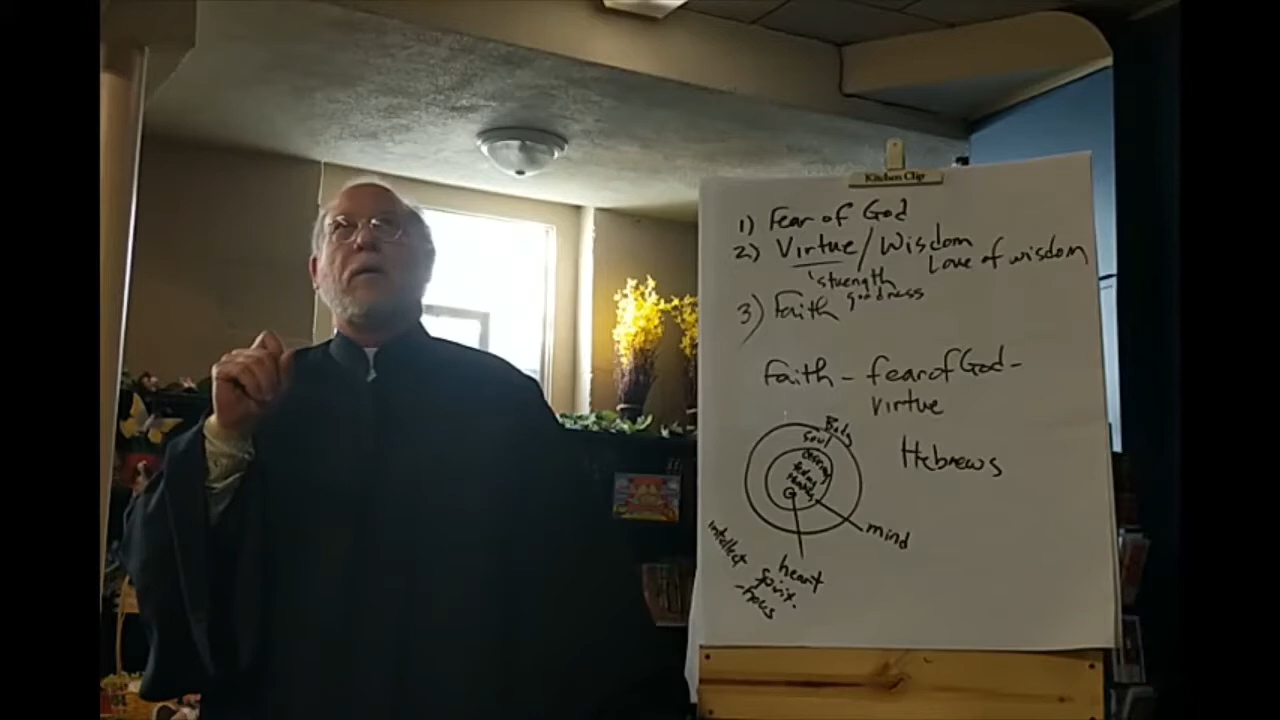 Kitchen Clip
1) Fear of God
2) Virtue / Wisdom
Love of wisdom
strength
goodness
3) Faith
Faith - fear of God -
virtue
Body
Soul
Hebrews
mind
intellect
heart
spirit